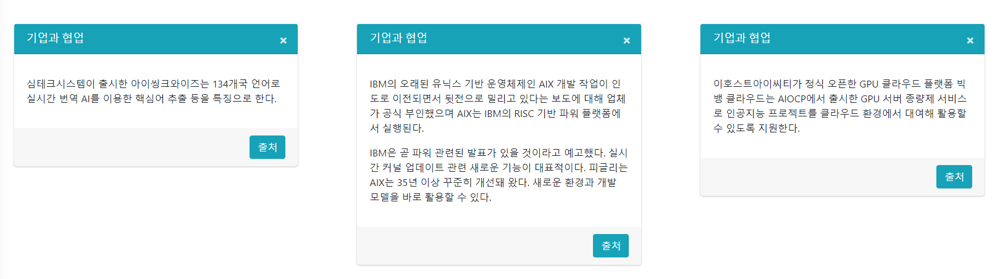 기업과 협업
×
심테크시스템이 출시한 아이씽크와이즈는 134개국 언어로
실시간 번역 AI를 이용한 핵심어 추출 등을 특징으로 한다.
출처
기업과 협업
×
IBM의 오래된 유닉스 기반 운영체제인 AIX 개발 작업이 인
도로 이전되면서 뒷전으로 밀리고 있다는 보도에 대해 업체
가 공식 부인했으며 AIX는 IBM의 RISC 기반 파워 플랫폼에
서 실행된다.
IBM은 곧 파워 관련된 발표가 있을 것이라고 예고했다. 실시
간 커널 업데이트 관련 새로운 기능이 대표적이다. 피글리는
AIX는 35년 이상 꾸준히 개선돼 왔다. 새로운 환경과 개발
모델을 바로 활용할 수 있다.
출처
기업과 협업
×
이호스트아이씨티가 정식 오픈한 GPU 클라우드 플랫폼 빅
뱅 클라우드는 AIOCP에서 출시한 GPU 서버 종량제 서비스
로 인공지능 프로젝트를 클라우드 환경에서 대여해 활용할
수 있도록 지원한다.
출처